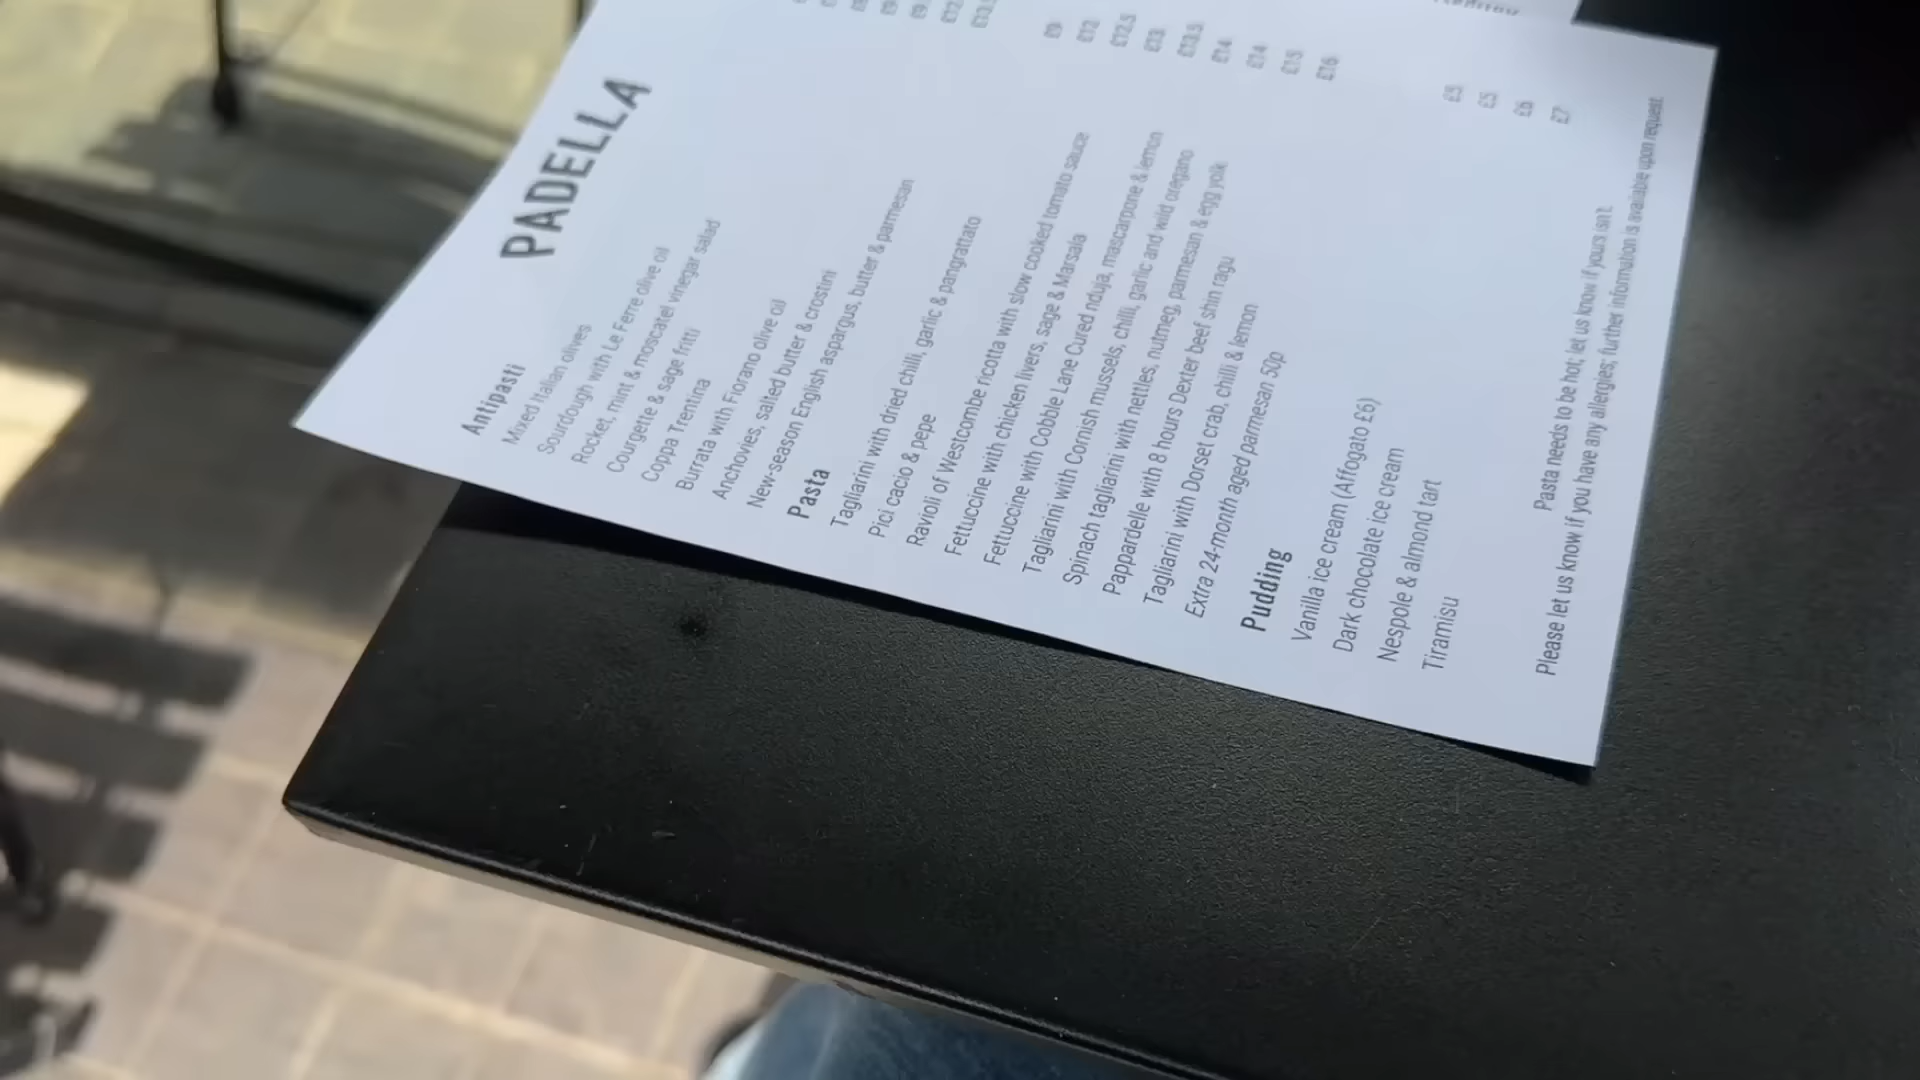 PADELLA
Antipasti
Mixed Italian olives
Sourdough with Le Ferre olive oil
Rocket, mint & moscatel vinegar salad
Courgette & sage fritti
Coppa Trentina
Burrata with Fiorano olive oil
Anchovies, salted butter & crostini
New-season English aspargus, butter & parmesan
Pasta
Tagliarini with dried chilli, garlic & pangrattato £9
Pici cacio & pepe £12
Ravioli of Westcombe ricotta with slow cooked tomato sauce £12.5
Fettuccine with chicken livers, sage & Marsala £13
Fettuccine with Cobble Lane Cured nduja, mascarpone & lemon £13.5
Tagliarini with Cornish mussels, chilli, garlic and wild oregano £14
Spinach tagliarini with nettles, nutmeg, parmesan & egg yolk £14
Pappardelle with 8 hours Dexter beef shin ragu £15
Tagliarini with Dorset crab, chilli & lemon £16
Extra 24-month aged parmesan 50p
Pudding
Vanilla ice cream (Affogato £6) £5
Dark chocolate ice cream £5
Nespole & almond tart £6
Tiramisu £7
Pasta needs to be hot; let us know if yours isn't.
Please let us know if you have any allergies; further information is available upon request.